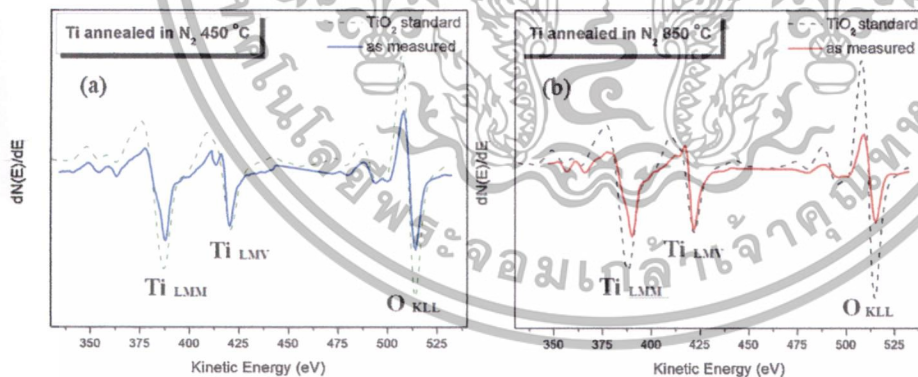 Ti annealed in N2 450 °C
TiO2 standard
as measured
(a)
dN(E)/dE
Ti LMM
Ti LMV
O KLL
350 375 400 425 450 475 500 525
Kinetic Energy (eV)
Ti annealed in N2 850 °C
TiO2 standard
as measured
(b)
dN(E)/dE
Ti LMM
Ti LMV
O KLL
350 375 400 425 450 475 500 525
Kinetic Energy (eV)